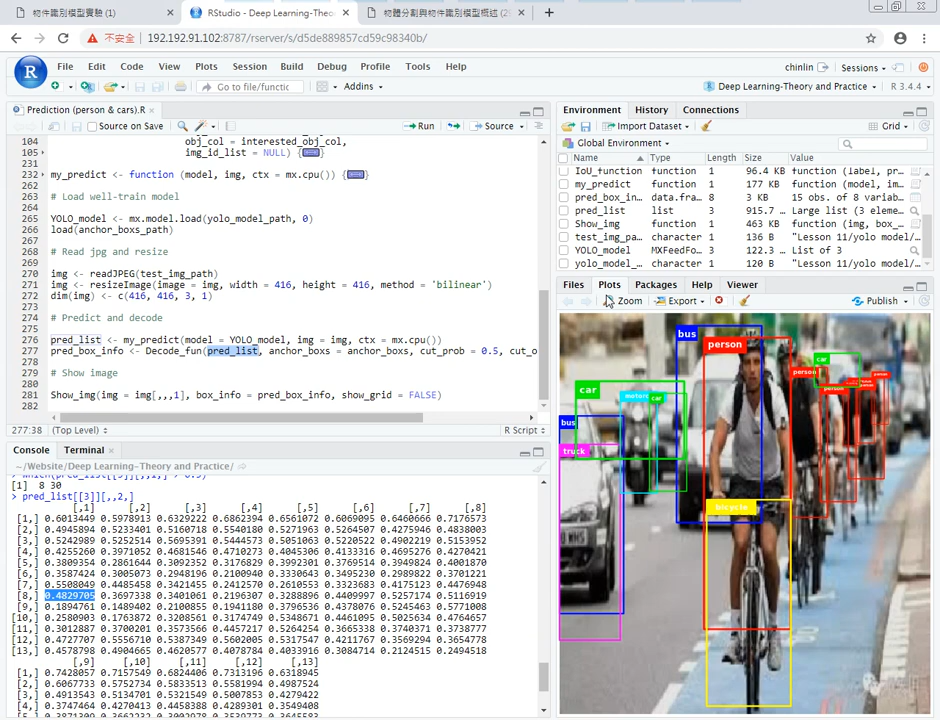 物件識別模型實驗 (1)
RStudio - Deep Learning-Theor
物體分割與物件識別模型概述 (2
不安全 192.192.91.102:8787/rserver/s/d5de889857cd59c98340b/
File Edit Code View Plots Session Build Debug Profile Tools Help
chinlin Sessions
Go to file/functic Addins
Deep Learning-Theory and Practice R 3.4.4
Prediction (person & cars).R
Source on Save Run Source
104 obj_col = interested_obj_col,
105 img_id_list = NULL) {
231
232 my_predict <- function (model, img, ctx = mx.cpu()) {
262
263 # Load well-train model
264
265 YOLO_model <- mx.model.load(yolo_model_path, 0)
266 load(anchor_boxs_path)
267
268 # Read jpg and resize
269
270 img <- readJPEG(test_img_path)
271 img <- resizeImage(image = img, width = 416, height = 416, method = 'bilinear')
272 dim(img) <- c(416, 416, 3, 1)
273
274 # Predict and decode
275
276 pred_list <- my_predict(model = YOLO_model, img = img, ctx = mx.cpu())
277 pred_box_info <- Decode_fun(pred_list, anchor_boxs = anchor_boxs, cut_prob = 0.5, cut_o
278
279 # Show image
280
281 Show_img(img = img[,,,1], box_info = pred_box_info, show_grid = FALSE)
282
277:38 (Top Level) R Script
Console Terminal
~/Website/Deep Learning-Theory and Practice/
[1] 8 30
> pred_list[[3]][,,2,]
[,1] [,2] [,3] [,4] [,5] [,6] [,7] [,8]
[1,] 0.6013449 0.5978913 0.6329222 0.6862394 0.6561072 0.6069095 0.6460666 0.7176573
[2,] 0.4945894 0.5233401 0.5160718 0.5540180 0.5271963 0.5264507 0.4275946 0.4838003
[3,] 0.5242989 0.5252514 0.5695391 0.5444573 0.5051063 0.5220522 0.4902219 0.5153952
[4,] 0.4255260 0.3971052 0.4681546 0.4710273 0.4045306 0.4133316 0.4695276 0.4270421
[5,] 0.3809354 0.2861644 0.3092352 0.3176829 0.3992301 0.3769514 0.3949824 0.4001870
[6,] 0.3587424 0.3005073 0.2948196 0.2100940 0.3330634 0.3495230 0.2989822 0.3701221
[7,] 0.5508049 0.4485458 0.3421455 0.2412570 0.2610553 0.3323683 0.4175123 0.4476948
[8,] 0.4829705 0.3697338 0.3401061 0.2196307 0.3288896 0.4409997 0.5257571 0.5116919
[9,] 0.1894761 0.1489402 0.2100855 0.1941180 0.3796536 0.4378076 0.5245463 0.5771008
[10,] 0.2580903 0.1763872 0.3208561 0.3174749 0.5348711 0.4461095 0.5025634 0.4764657
[11,] 0.3012887 0.3700201 0.3573566 0.4457217 0.5264254 0.3665338 0.3740371 0.3738777
[12,] 0.4727707 0.5556710 0.5387349 0.5602005 0.5317547 0.4211767 0.3569294 0.3654778
[13,] 0.4578798 0.4904665 0.4620577 0.4078784 0.4033916 0.3084714 0.2124515 0.2494518
[,9] [,10] [,11] [,12] [,13]
[1,] 0.7428057 0.7157549 0.6824406 0.7193196 0.6318945
[2,] 0.6067733 0.5752734 0.5833512 0.5581994 0.4987524
[3,] 0.4913543 0.5134701 0.5321549 0.5007853 0.4279422
[4,] 0.3747464 0.4270413 0.4458388 0.4289301 0.3549408
Environment History Connections
Import Dataset Grid
Global Environment
Name Type Length Size Value
IoU_function function 1 96.4 KB function (label, pr…
my_predict function 1 177 KB function (model, im…
pred_box_in… data.fra… 8 3 KB 15 obs. of 8 variab…
pred_list list 3 915.7 … Large list (3 eleme…
Show_img function 1 463 KB function (img, box_…
test_img_pa… character 1 136 B "Lesson 11/yolo model/…
YOLO_model MXFeedFo… 3 122.3 … List of 3
yolo_model_… character 1 120 B "Lesson 11/yolo model/…
Files Plots Packages Help Viewer
Zoom Export Publish
bus
person
car
car
person
car
bus
truck
bicycle